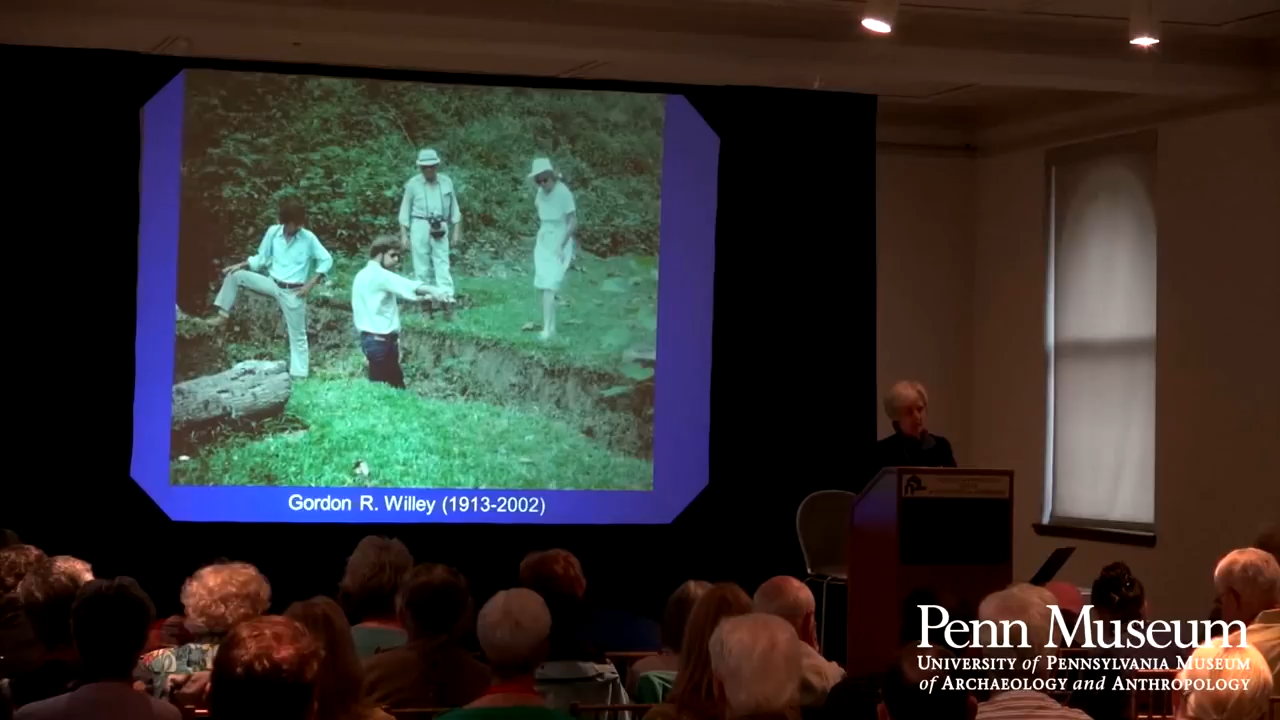 Gordon R. Willey (1913-2002)
Penn Museum
UNIVERSITY of PENNSYLVANIA MUSEUM
of ARCHAEOLOGY and ANTHROPOLOGY